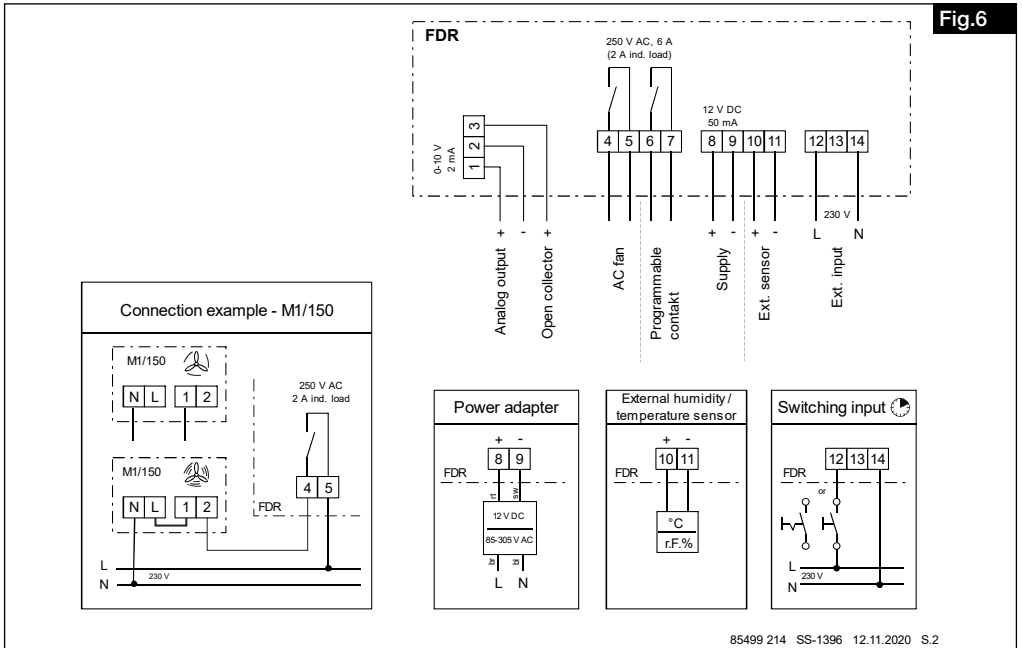 Fig.6
FDR
250 V AC, 6 A
(2 A ind. load)
12 V DC
50 mA
0-10 V
2 mA
1 2 3
4 5 6 7
8 9 10 11
12 13 14
230 V
+ - +
+ - + -
L N
Analog output
Open collector
AC fan
Programmable
contakt
Supply
Ext. sensor
Ext. input
Connection example - M1/150
M1/150
N L 1 2
250 V AC
2 A ind. load
M1/150
N L 1 2
4 5
FDR
L
N
230 V
Power adapter
+ -
8 9
FDR
rt sw
12 V DC
85-305 V AC
br bl
L N
External humidity /
temperature sensor
+ -
10 11
FDR
°C
r.F.%
Switching input
12 13 14
FDR
or
L
230 V
N
85499 214 SS-1396 12.11.2020 S.2